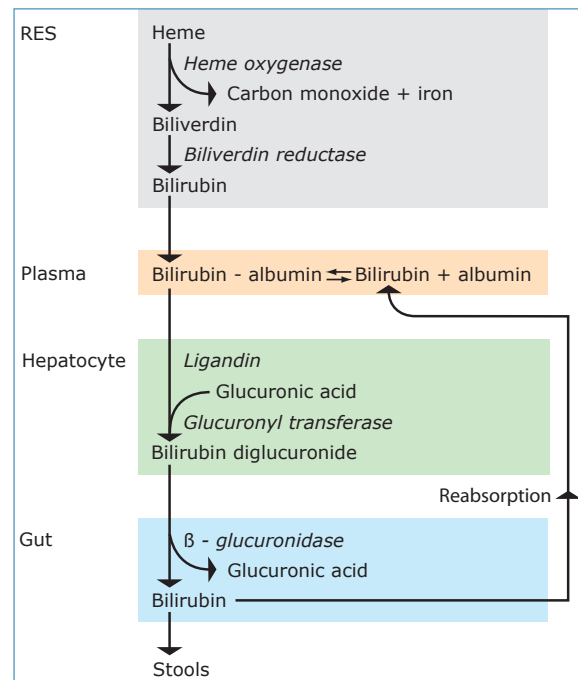 RES
Heme
Heme oxygenase
Carbon monoxide + iron
Biliverdin
Biliverdin reductase
Bilirubin
Plasma
Bilirubin - albumin ⇌ Bilirubin + albumin
Hepatocyte
Ligandin
Glucuronic acid
Glucuronyl transferase
Bilirubin diglucuronide
Reabsorption
Gut
ß - glucuronidase
Glucuronic acid
Bilirubin
Stools